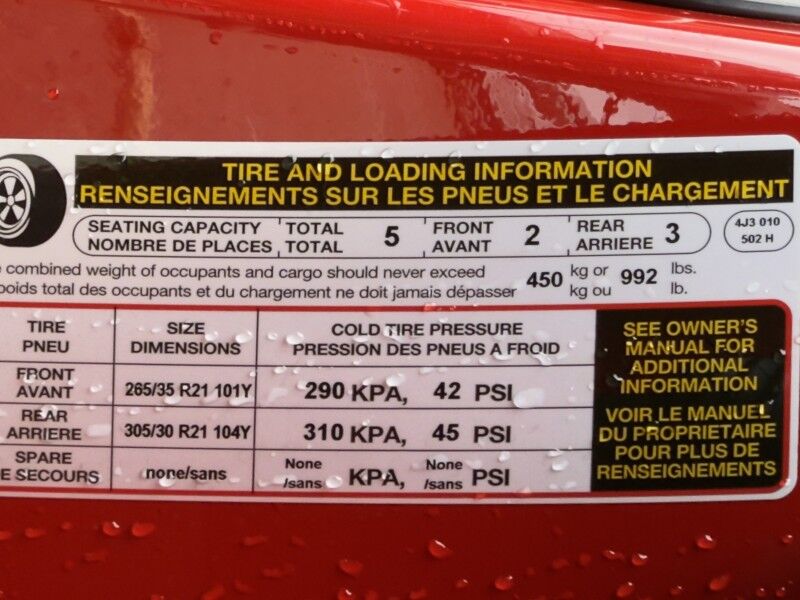 TIRE AND LOADING INFORMATION
RENSEIGNEMENTS SUR LES PNEUS ET LE CHARGEMENT
SEATING CAPACITY TOTAL 5 FRONT 2 REAR 3
NOMBRE DE PLACES TOTAL AVANT ARRIERE
4J3 010
502 H
combined weight of occupants and cargo should never exceed 450 kg or 992 lbs.
poids total des occupants et du chargement ne doit jamais dépasser kg ou lb.
TIRE SIZE COLD TIRE PRESSURE
PNEU DIMENSIONS PRESSION DES PNEUS A FROID
FRONT
AVANT 265/35 R21 101Y 290 KPA, 42 PSI
REAR
ARRIERE 305/30 R21 104Y 310 KPA, 45 PSI
SPARE None None
DE SECOURS none/sans /sans KPA, /sans PSI
SEE OWNER'S
MANUAL FOR
ADDITIONAL
INFORMATION
VOIR LE MANUEL
DU PROPRIETAIRE
POUR PLUS DE
RENSEIGNEMENTS